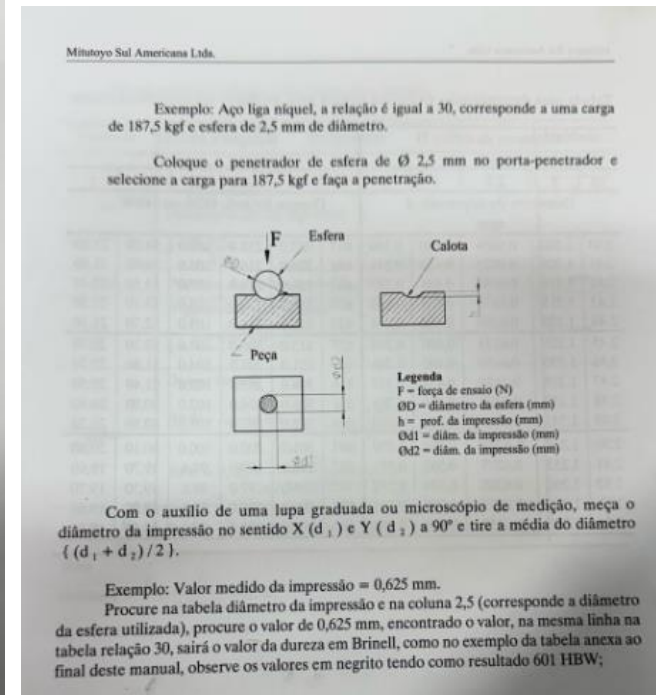 Mitutoyo Sul Americana Ltda.
Exemplo: Aço liga níquel, a relação é igual a 30, corresponde a uma carga
de 187,5 kgf e esfera de 2,5 mm de diâmetro.
Coloque o penetrador de esfera de Ø 2,5 mm no porta-penetrador e
selecione a carga para 187,5 kgf e faça a penetração.
F
Esfera
Calota
Peça
Legenda
F = força de ensaio (N)
ØD = diâmetro da esfera (mm)
h = prof. da impressão (mm)
Ød1 = diâm. da impressão (mm)
Ød2 = diâm. da impressão (mm)
Com o auxílio de uma lupa graduada ou microscópio de medição, meça o
diâmetro da impressão no sentido X (d 1 ) e Y ( d 2 ) a 90º e tire a média do diâmetro
{ (d 1 + d 2 ) / 2 }.
Exemplo: Valor medido da impressão = 0,625 mm.
Procure na tabela diâmetro da impressão e na coluna 2,5 (corresponde a diâmetro
da esfera utilizada), procure o valor de 0,625 mm, encontrado o valor, na mesma linha na
tabela relação 30, sairá o valor da dureza em Brinell, como no exemplo da tabela anexa ao
final deste manual, observe os valores em negrito tendo como resultado 601 HBW;